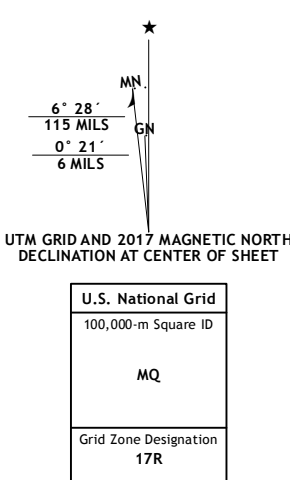 ★
MN
6° 28´
115 MILS
GN
0° 21´
6 MILS
UTM GRID AND 2017 MAGNETIC NORTH
DECLINATION AT CENTER OF SHEET
U.S. National Grid
100,000-m Square ID
MQ
Grid Zone Designation
17R